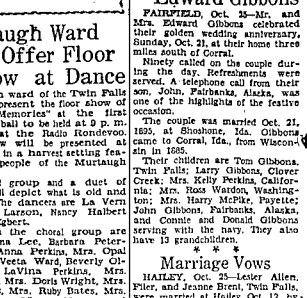 augh Ward
Offer Floor
ow at Dance
h ward of the Twin Falls
present the floor show of
Memories" at the first
ball to be held at 9 p. m.
at the Radio Rondevoo.
w will be presented at
in a harvest setting fea-
people of the Murtaugh
l group and a duet of
ll depict what is old and
The dancers are La Vern
Larson, Nancy Halbert
Egbert.
the choral group are
na Lee, Barbara Peter-
Anna Perkins, Mrs. Opal
Veeta Ward, Beverly Ol-
LaVina Perkins, Mrs.
Mrs. Doris Wright, Mrs.
Mrs. Ruby Bates, Mrs.
Edward Gibbons
FAIRFIELD, Oct. 25—Mr. and
Mrs. Edward Gibbons celebrated
their golden wedding anniversary,
Sunday, Oct. 21, at their home three
miles south of Corral.
Ninety called on the couple dur-
ing the day. Refreshments were
served. A telephone call from their
son, John, Fairbanks, Alaska, was
one of the highlights of the festive
occasion.
The couple was married Oct. 21,
1895, at Shoshone, Ida. Gibbons
came to Corral, Ida., from Wiscon-
sin in 1885.
Their children are Tom Gibbons,
Twin Falls; Larry Gibbons, Clover
Creek; Mrs. Kelly Perkins, Califor-
nia; Mrs. Ross Wardon, Washing-
ton; Mrs. Harry McPike, Payette;
John Gibbons, Fairbanks, Alaska,
and Connie and Donald Gibbons
serving with the navy. They also
have 13 grandchildren.
* * *
Marriage Vows
HAILEY, Oct. 25—Lester Allen,
Filer, and Jeanne Brent, Twin Falls,
were married at Hailey Oct. 12 by